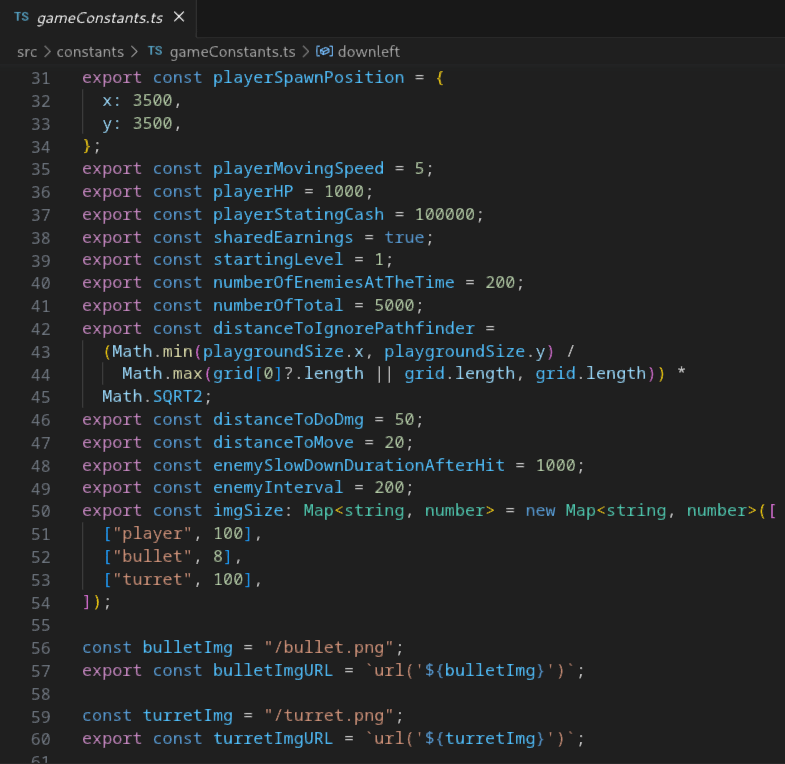 TS gameConstants.ts ×
src > constants > TS gameConstants.ts > downleft
31 export const playerSpawnPosition = {
32 x: 3500,
33 y: 3500,
34 };
35 export const playerMovingSpeed = 5;
36 export const playerHP = 1000;
37 export const playerStatingCash = 100000;
38 export const sharedEarnings = true;
39 export const startingLevel = 1;
40 export const numberOfEnemiesAtTheTime = 200;
41 export const numberOfTotal = 5000;
42 export const distanceToIgnorePathfinder =
43 (Math.min(playgroundSize.x, playgroundSize.y) /
44 Math.max(grid[0]?.length || grid.length, grid.length)) *
45 Math.SQRT2;
46 export const distanceToDoDmg = 50;
47 export const distanceToMove = 20;
48 export const enemySlowDownDurationAfterHit = 1000;
49 export const enemyInterval = 200;
50 export const imgSize: Map<string, number> = new Map<string, number>([
51 ["player", 100],
52 ["bullet", 8],
53 ["turret", 100],
54 ]);
55
56 const bulletImg = "/bullet.png";
57 export const bulletImgURL = `url('${bulletImg}')`;
58
59 const turretImg = "/turret.png";
60 export const turretImgURL = `url('${turretImg}')`;
61